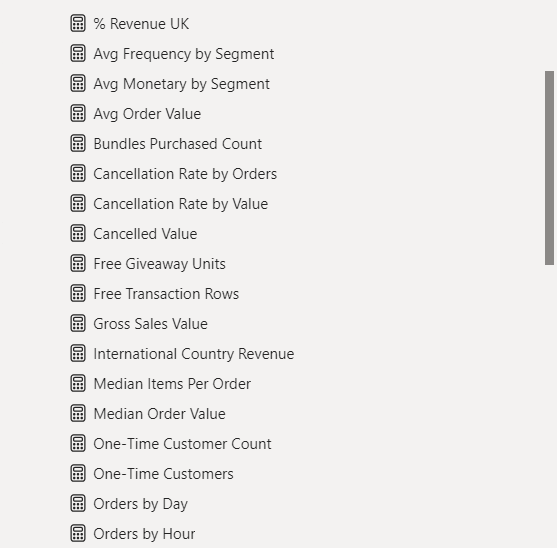 % Revenue UK
Avg Frequency by Segment
Avg Monetary by Segment
Avg Order Value
Bundles Purchased Count
Cancellation Rate by Orders
Cancellation Rate by Value
Cancelled Value
Free Giveaway Units
Free Transaction Rows
Gross Sales Value
International Country Revenue
Median Items Per Order
Median Order Value
One-Time Customer Count
One-Time Customers
Orders by Day
Orders by Hour